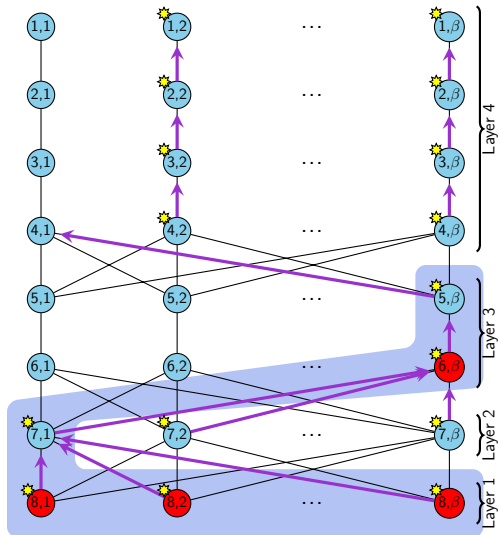 1,1 1,2 ... 1,β
2,1 2,2 ... 2,β
3,1 3,2 ... 3,β
4,1 4,2 ... 4,β
Layer 4
5,1 5,2 ... 5,β
6,1 6,2 ... 6,β
Layer 3
7,1 7,2 ... 7,β
Layer 2
8,1 8,2 ... 8,β
Layer 1